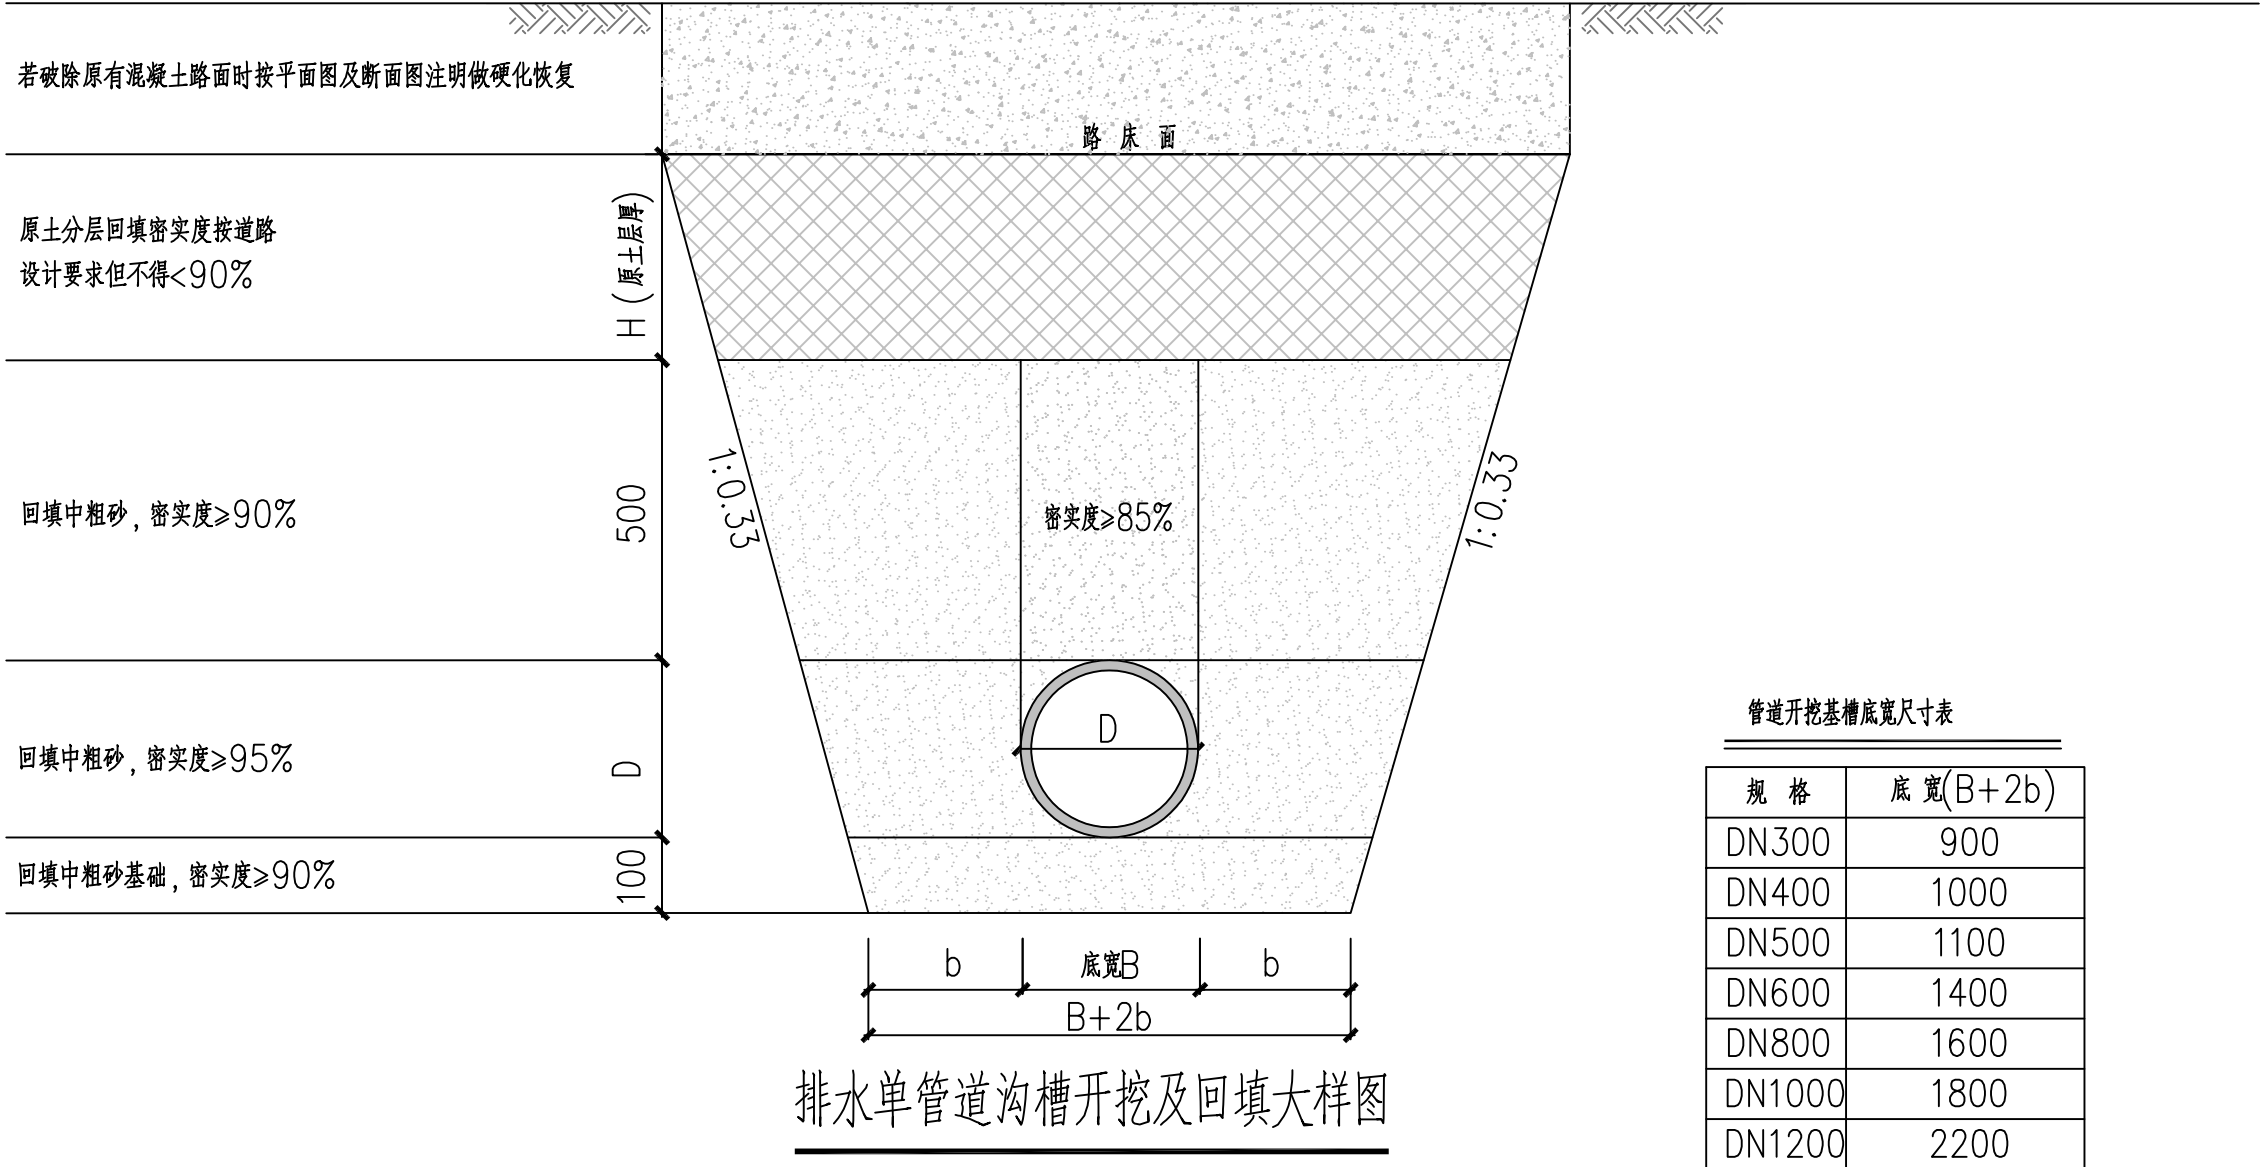 若破除原有混凝土路面时按平面图及断面图注明做硬化恢复
路床面
原土分层回填密实度按道路
设计要求但不得<90%
H(原土层厚)
回填中粗砂,密实度≥90%
500
1:0.33
密实度≥85%
1:0.33
回填中粗砂,密实度≥95%
D
D
回填中粗砂基础,密实度≥90%
100
b
底宽B
b
B+2b
排水单管道沟槽开挖及回填大样图
管道开挖基槽底宽尺寸表
规格 底宽(B+2b)
DN300 900
DN400 1000
DN500 1100
DN600 1400
DN800 1600
DN1000 1800
DN1200 2200